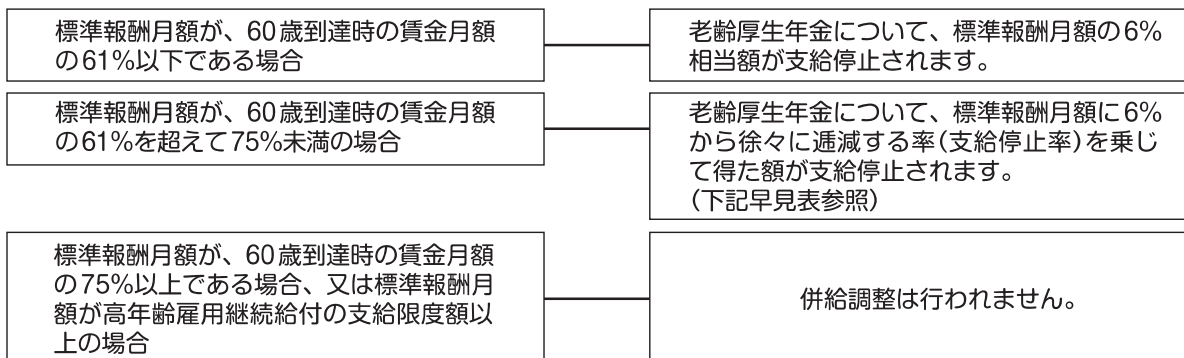 標準報酬月額が、60歳到達時の賃金月額
の61%以下である場合
老齢厚生年金について、標準報酬月額の6%
相当額が支給停止されます。
標準報酬月額が、60歳到達時の賃金月額
の61%を超えて75%未満の場合
老齢厚生年金について、標準報酬月額に6%
から徐々に逓減する率(支給停止率)を乗じ
て得た額が支給停止されます。
(下記早見表参照)
標準報酬月額が、60歳到達時の賃金月額
の75%以上である場合、又は標準報酬月
額が高年齢雇用継続給付の支給限度額以
上の場合
併給調整は行われません。